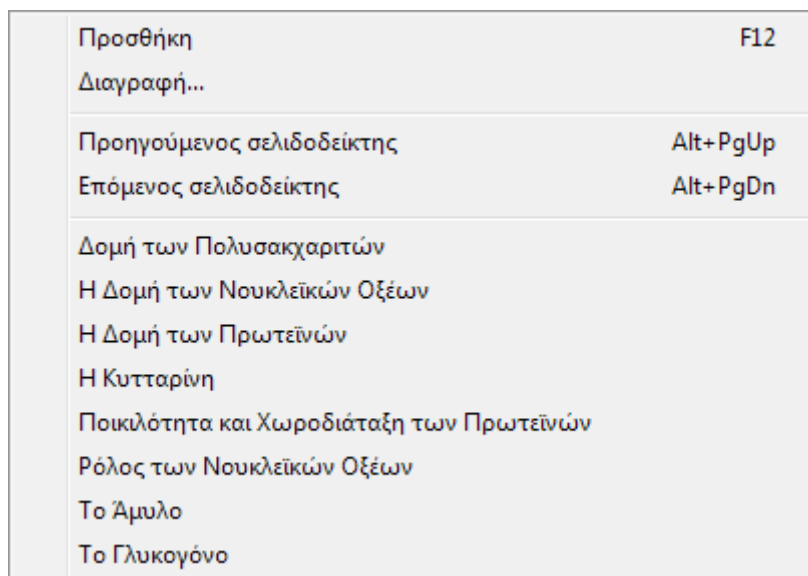 Προσθήκη F12
Διαγραφή...
Προηγούμενος σελιδοδείκτης Alt+PgUp
Επόμενος σελιδοδείκτης Alt+PgDn
Δομή των Πολυσακχαριτών
Η Δομή των Νουκλεϊκών Οξέων
Η Δομή των Πρωτεϊνών
Η Κυτταρίνη
Ποικιλότητα και Χωροδιάταξη των Πρωτεϊνών
Ρόλος των Νουκλεϊκών Οξέων
Το Άμυλο
Το Γλυκογόνο